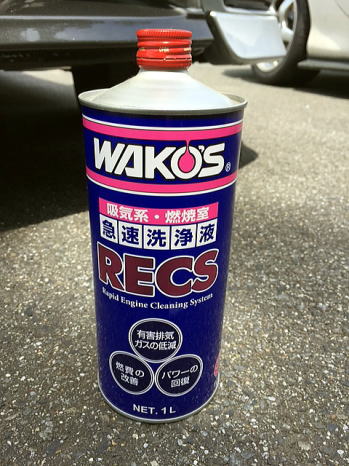 WAKO'S®
吸気系・燃焼室
急速洗浄液
RECS
Rapid Engine Cleaning System
有害排気
ガスの低減
燃費の
改善
パワーの
回復
NET. 1L